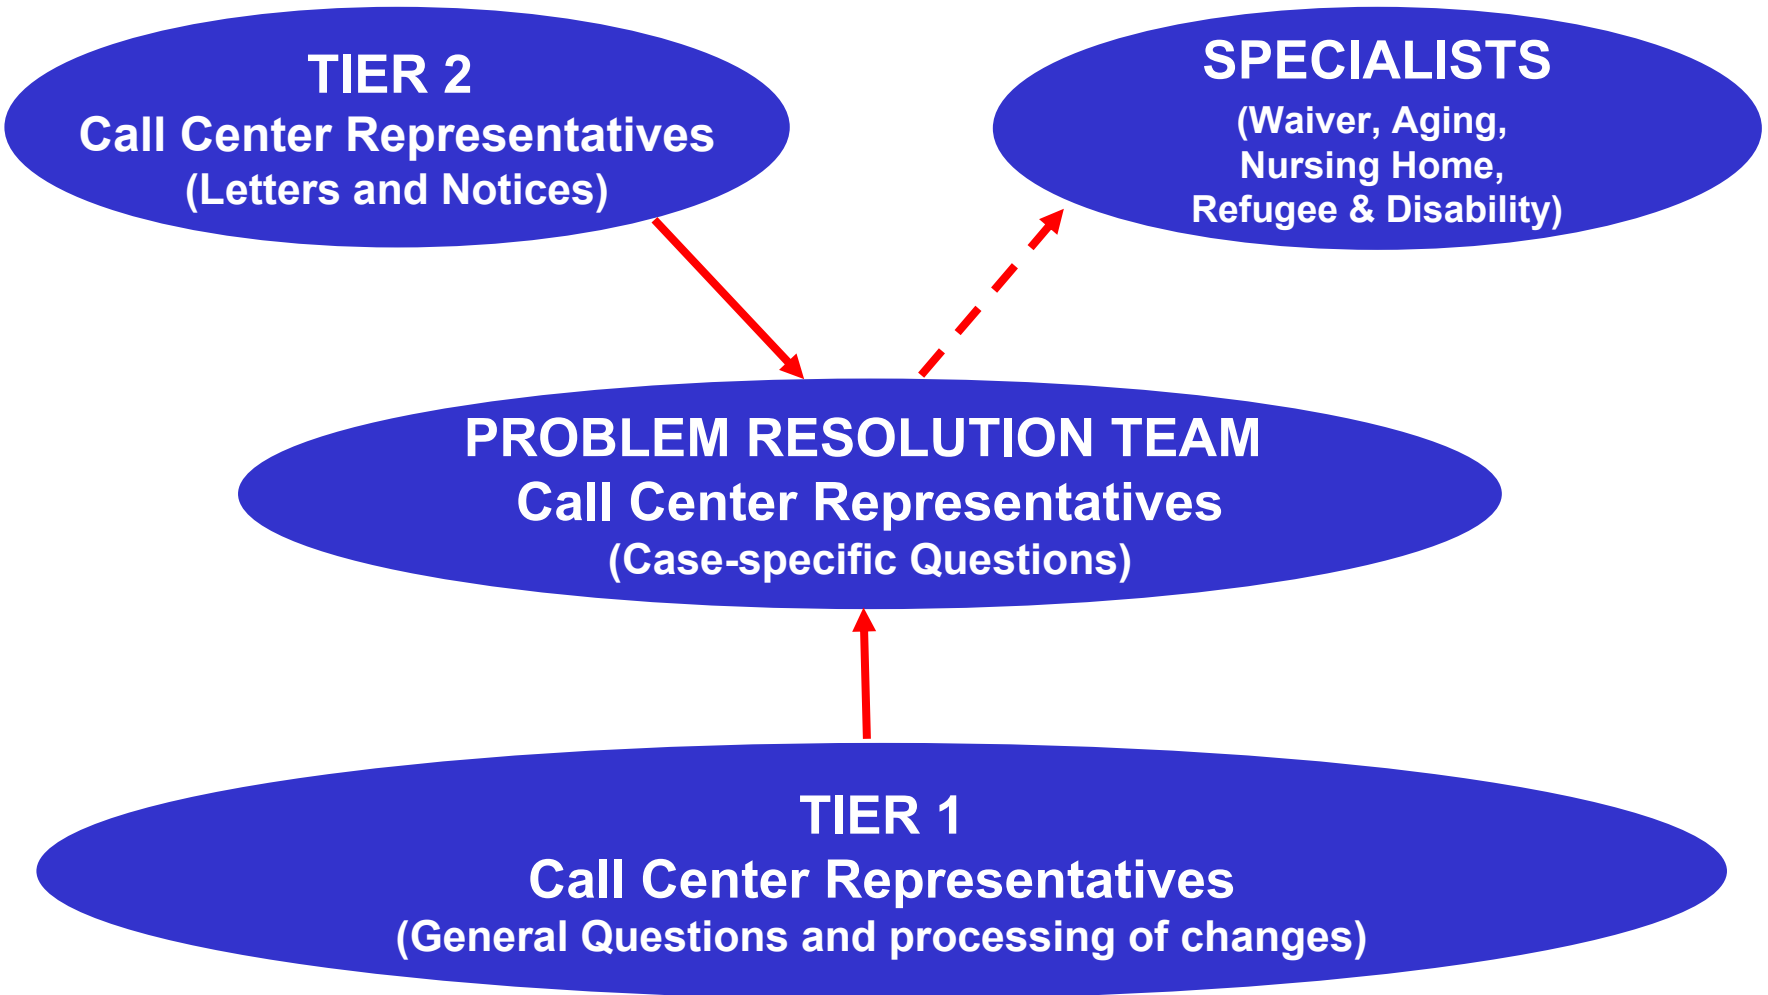 TIER 2
Call Center Representatives
(Letters and Notices)
SPECIALISTS
(Waiver, Aging,
Nursing Home,
Refugee & Disability)
PROBLEM RESOLUTION TEAM
Call Center Representatives
(Case-specific Questions)
TIER 1
Call Center Representatives
(General Questions and processing of changes)